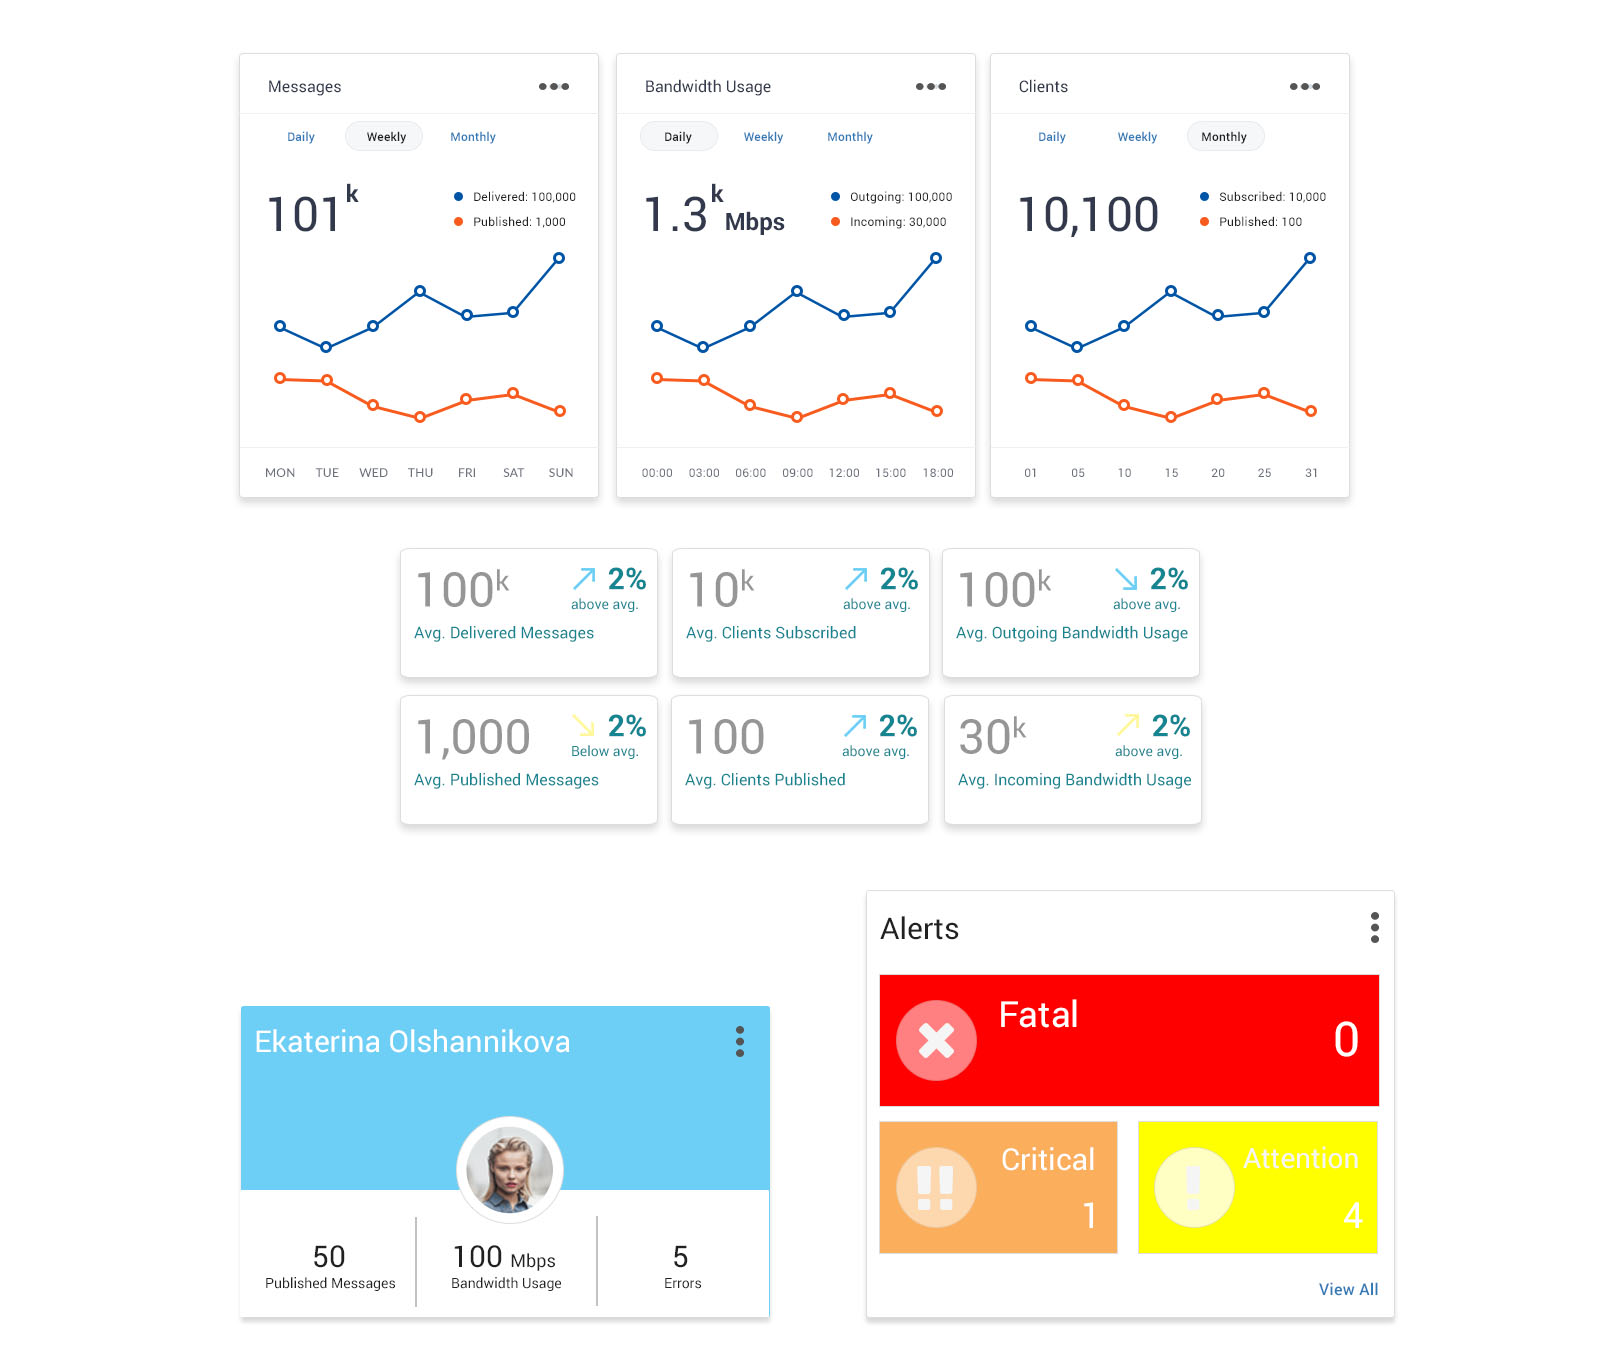 Messages
Daily Weekly Monthly
101k
Delivered: 100,000
Published: 1,000
MON TUE WED THU FRI SAT SUN
Bandwidth Usage
Daily Weekly Monthly
1.3k Mbps
Outgoing: 100,000
Incoming: 30,000
00:00 03:00 06:00 09:00 12:00 15:00 18:00
Clients
Daily Weekly Monthly
10,100
Subscribed: 10,000
Published: 100
01 05 10 15 20 25 31
100k
2%
above avg.
Avg. Delivered Messages
10k
2%
above avg.
Avg. Clients Subscribed
100k
2%
above avg.
Avg. Outgoing Bandwidth Usage
1,000
2%
Below avg.
Avg. Published Messages
100
2%
above avg.
Avg. Clients Published
30k
2%
above avg.
Avg. Incoming Bandwidth Usage
Ekaterina Olshannikova
50
Published Messages
100 Mbps
Bandwidth Usage
5
Errors
Alerts
Fatal
0
Critical
1
Attention
4
View All